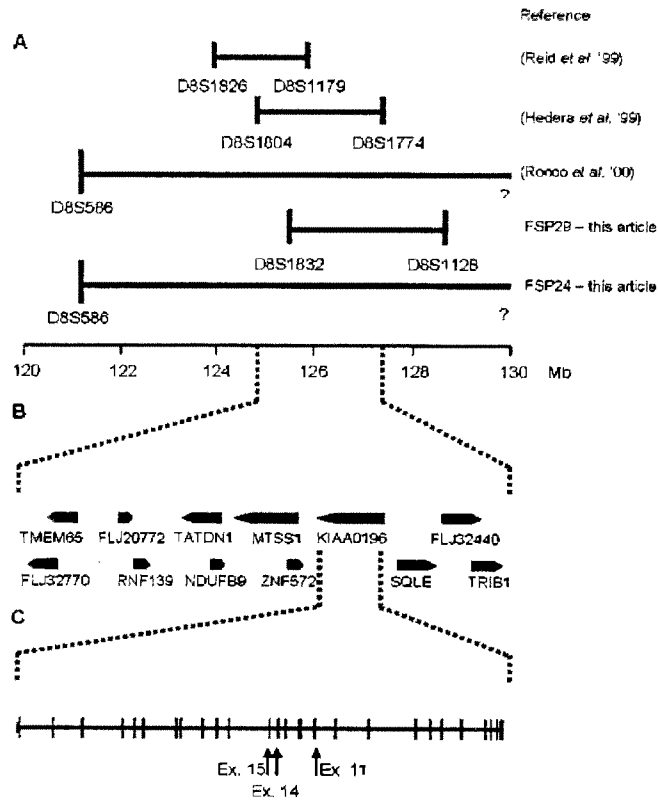 Reference
A
(Reid et al. '99)
D8S1826 D8S1179
(Hedera et al. '99)
D8S1804 D8S1774
(Rocco et al. '00)
D8S586 ?
FSP29 – this article
D8S1832 D8S1128
FSP24 – this article
D8S586 ?
120 122 124 126 128 130 Mb
B
TMEM65 FLJ20772 TATDN1 MTSS1 KIAA0196 FLJ32440
FLJ32770 RNF139 NDUFB9 ZNF572 SQLE TRIB1
C
Ex. 15 Ex. 11
Ex. 14